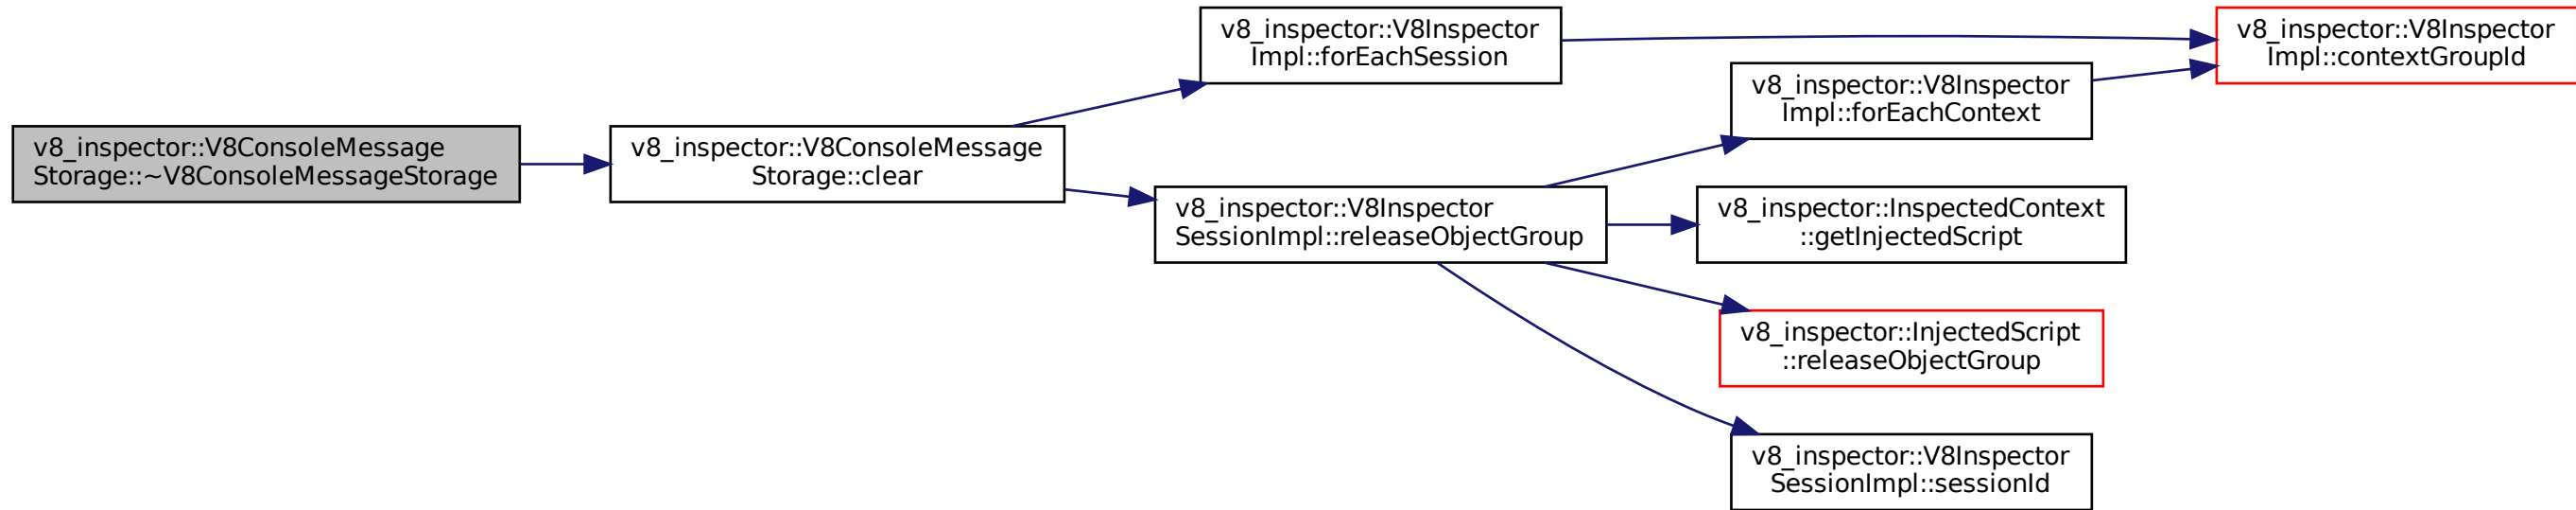 v8_inspector::V8ConsoleMessage
Storage::~V8ConsoleMessageStorage
v8_inspector::V8ConsoleMessage
Storage::clear
v8_inspector::V8Inspector
Impl::forEachSession
v8_inspector::V8Inspector
SessionImpl::releaseObjectGroup
v8_inspector::V8Inspector
Impl::forEachContext
v8_inspector::InspectedContext
::getInjectedScript
v8_inspector::InjectedScript
::releaseObjectGroup
v8_inspector::V8Inspector
SessionImpl::sessionId
v8_inspector::V8Inspector
Impl::contextGroupId